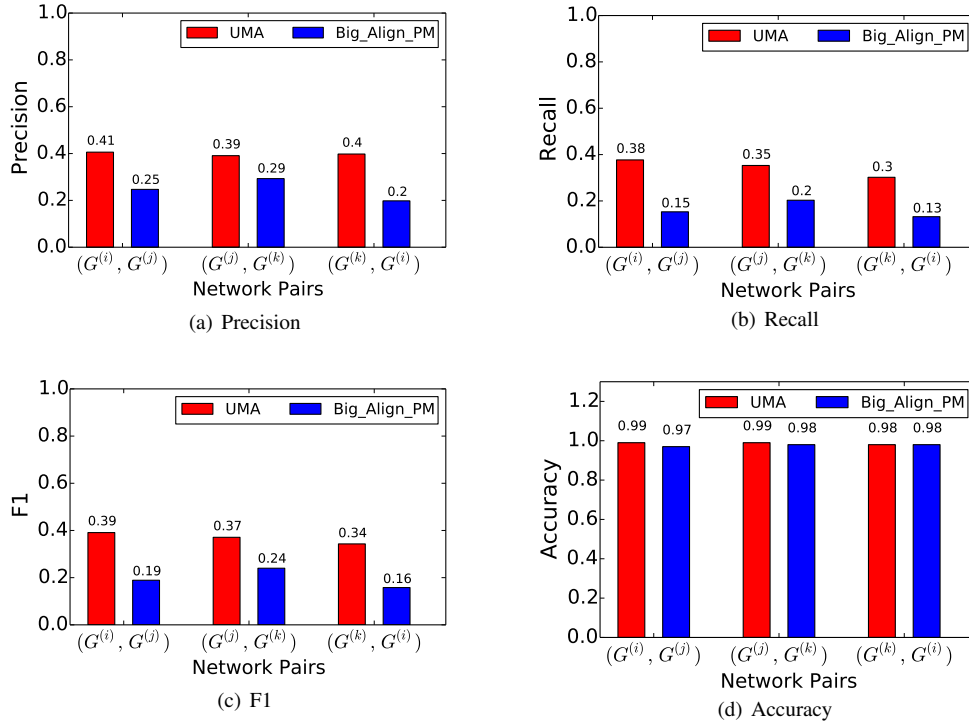 1.0
0.8
0.6
0.4
0.2
0.0
Precision
UMA Big_Align_PM
0.41 0.25 0.39 0.29 0.4 0.2
(G^(i), G^(j)) (G^(j), G^(k)) (G^(k), G^(i))
Network Pairs
(a) Precision
1.0
0.8
0.6
0.4
0.2
0.0
Recall
UMA Big_Align_PM
0.38 0.15 0.35 0.2 0.3 0.13
(G^(i), G^(j)) (G^(j), G^(k)) (G^(k), G^(i))
Network Pairs
(b) Recall
1.0
0.8
0.6
0.4
0.2
0.0
F1
UMA Big_Align_PM
0.39 0.19 0.37 0.24 0.34 0.16
(G^(i), G^(j)) (G^(j), G^(k)) (G^(k), G^(i))
Network Pairs
(c) F1
1.2
1.0
0.8
0.6
0.4
0.2
0.0
Accuracy
UMA Big_Align_PM
0.99 0.97 0.99 0.98 0.98 0.98
(G^(i), G^(j)) (G^(j), G^(k)) (G^(k), G^(i))
Network Pairs
(d) Accuracy